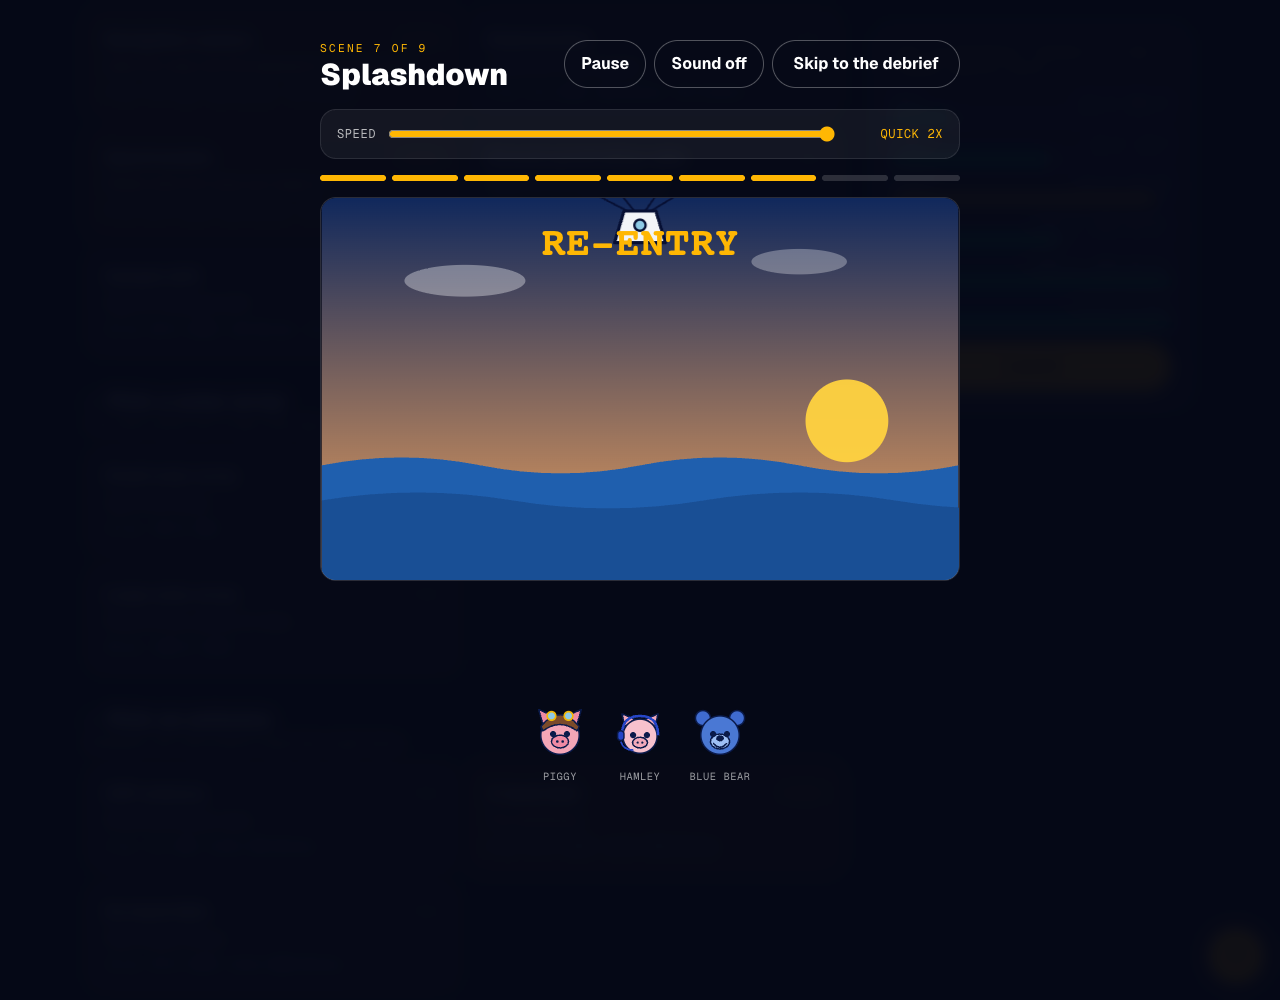 SCENE 7 OF 9
Splashdown
Pause
Sound off
Skip to the debrief
SPEED
QUICK 2X
RE-ENTRY
PIGGY
HAMLEY
BLUE BEAR